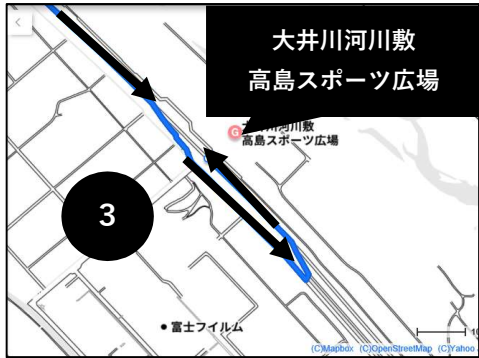 大井川河川敷
高島スポーツ広場
G
大井川河川敷
高島スポーツ広場
3
富士フイルム
10
(C)Mapbox (C)OpenStreetMap (C)Yahoo